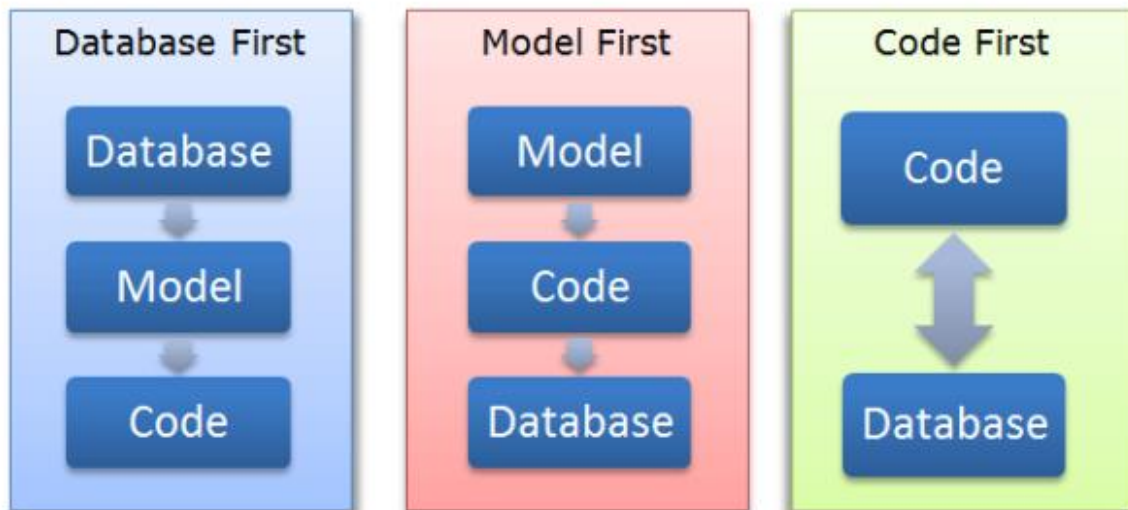 Database First
Database
Model
Code
Model First
Model
Code
Database
Code First
Code
Database